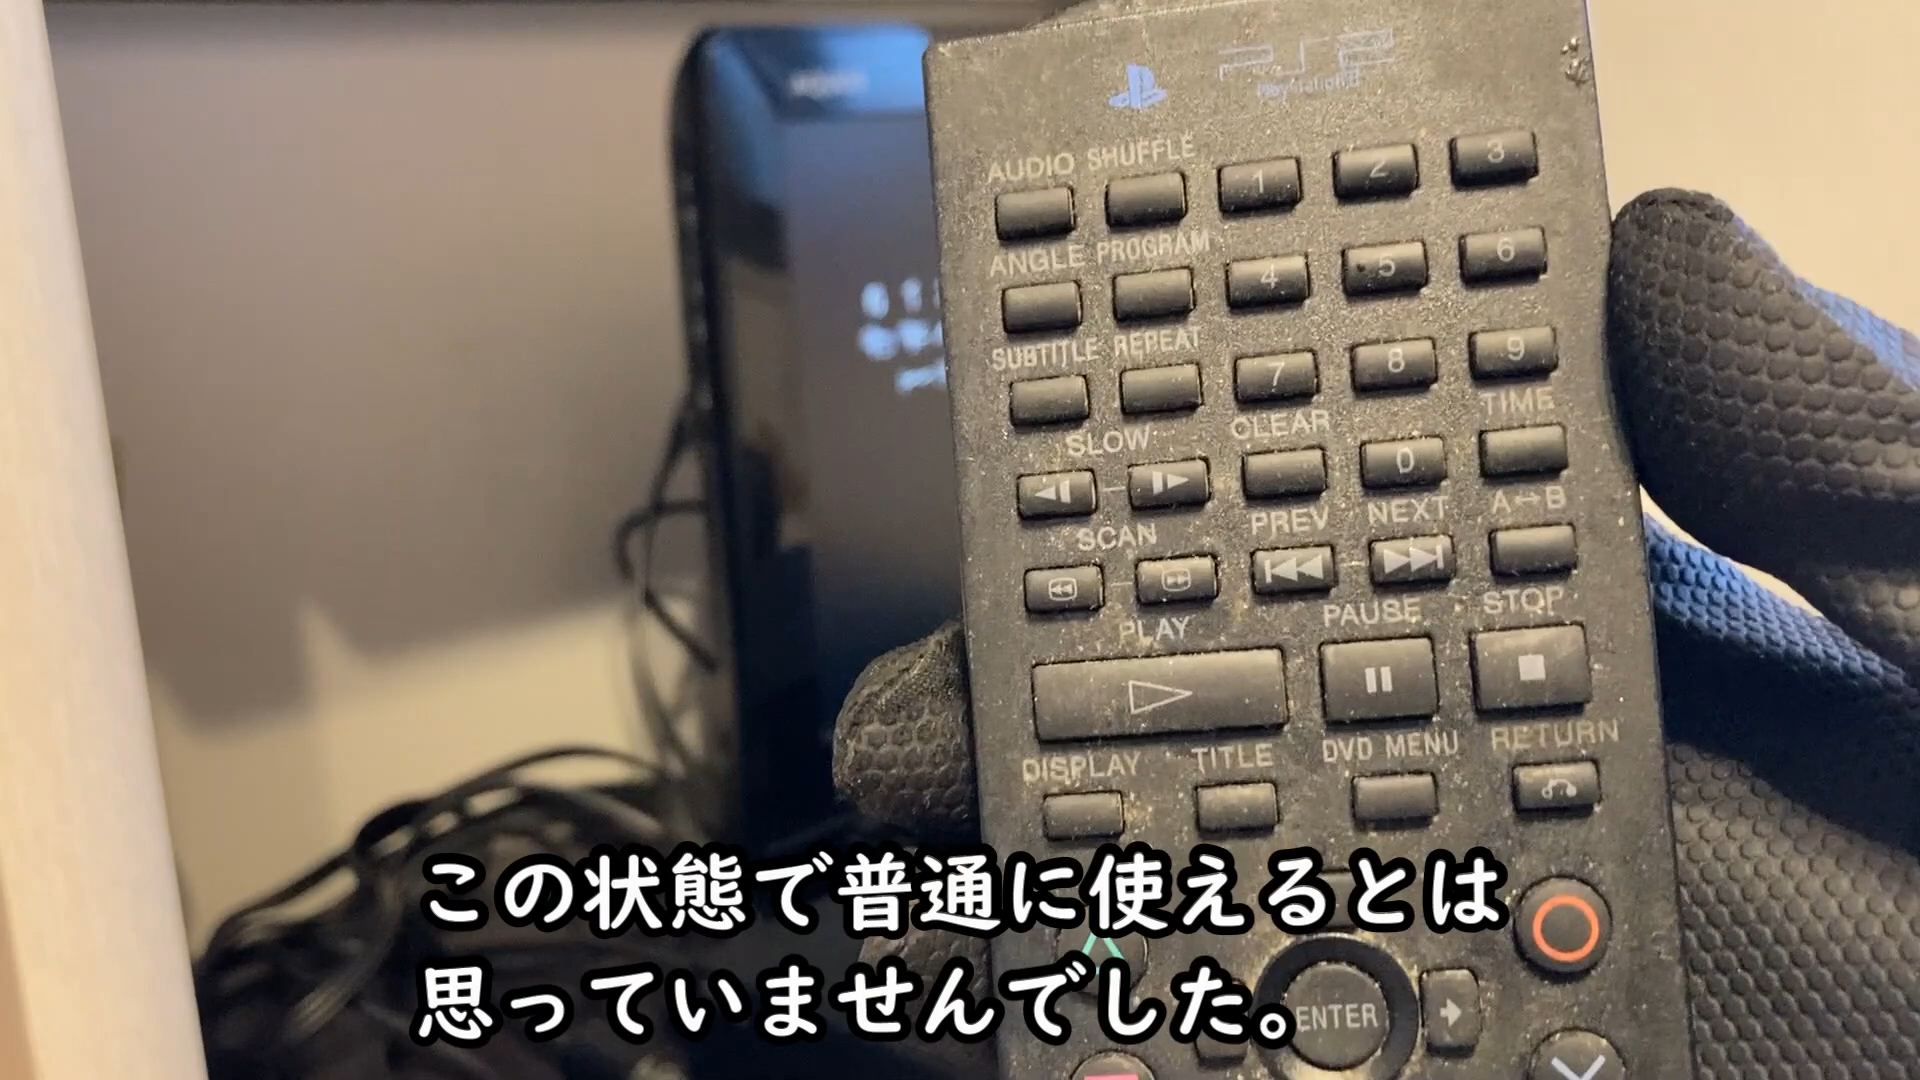 PlayStation 2
AUDIO SHUFFLE 1 2 3
ANGLE PROGRAM 4 5 6
SUBTITLE REPEAT 7 8 9
SLOW CLEAR 0 TIME
SCAN PREV NEXT A↔B
PLAY PAUSE STOP
DISPLAY TITLE DVD MENU RETURN
ENTER
この状態で普通に使えるとは
思っていませんでした。